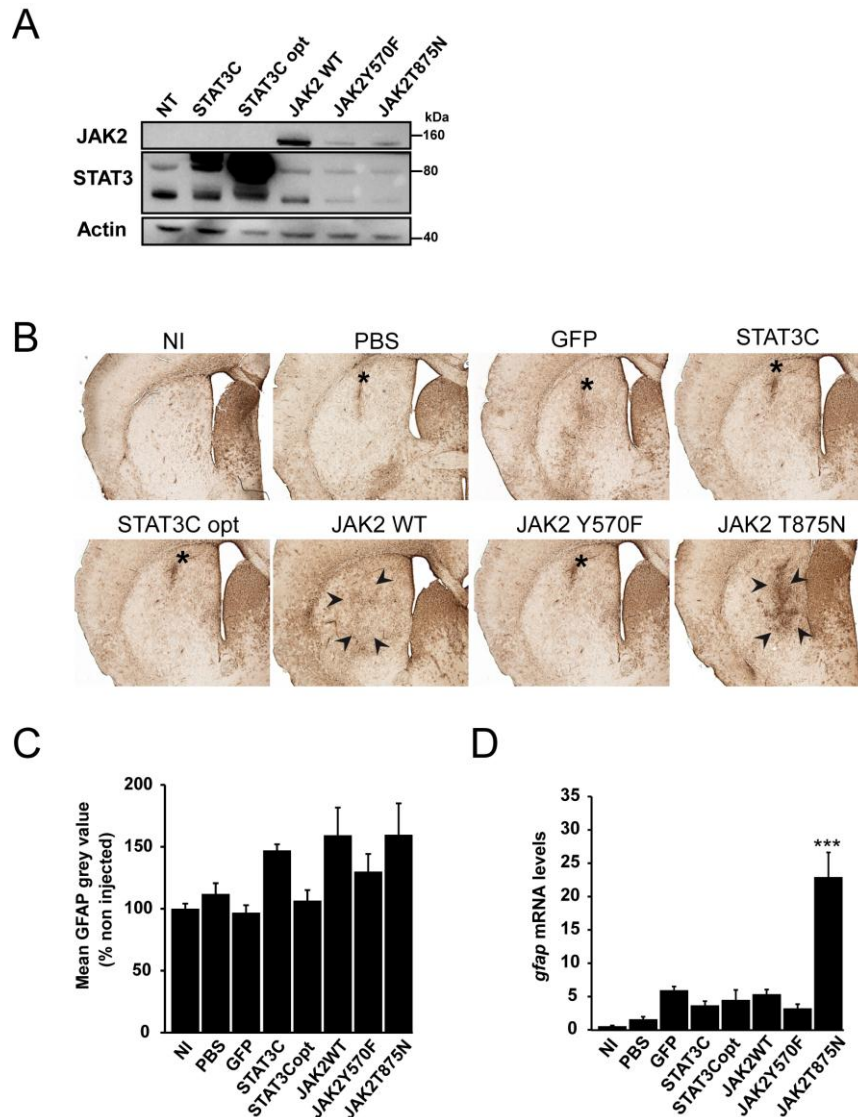 A
NT STAT3C STAT3C opt JAK2 WT JAK2Y570F JAK2T875N
kDa
JAK2 160
STAT3 80
Actin 40
B
NI PBS GFP STAT3C
* * *
STAT3C opt JAK2 WT JAK2 Y570F JAK2 T875N
* *
C
Mean GFAP grey value
(% non injected)
200
150
100
50
0
NI PBS GFP STAT3C STAT3Copt JAK2WT JAK2Y570F JAK2T875N
D
gfap mRNA levels
35
30
25
20
15
10
5
0
***
NI PBS GFP STAT3C STAT3Copt JAK2WT JAK2Y570F JAK2T875N